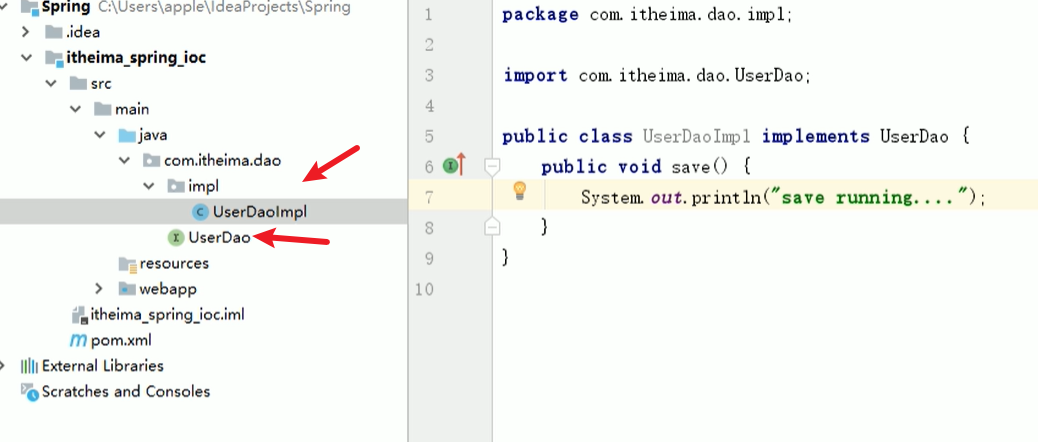 Spring C:\Users\apple\IdeaProjects\Spring
.idea
itheima_spring_ioc
src
main
java
com.itheima.dao
impl
UserDaoImpl
UserDao
resources
webapp
itheima_spring_ioc.iml
pom.xml
External Libraries
Scratches and Consoles
1 package com.itheima.dao.impl;
2
3 import com.itheima.dao.UserDao;
4
5 public class UserDaoImpl implements UserDao {
6 public void save() {
7 System.out.println("save running....");
8 }
9 }
10